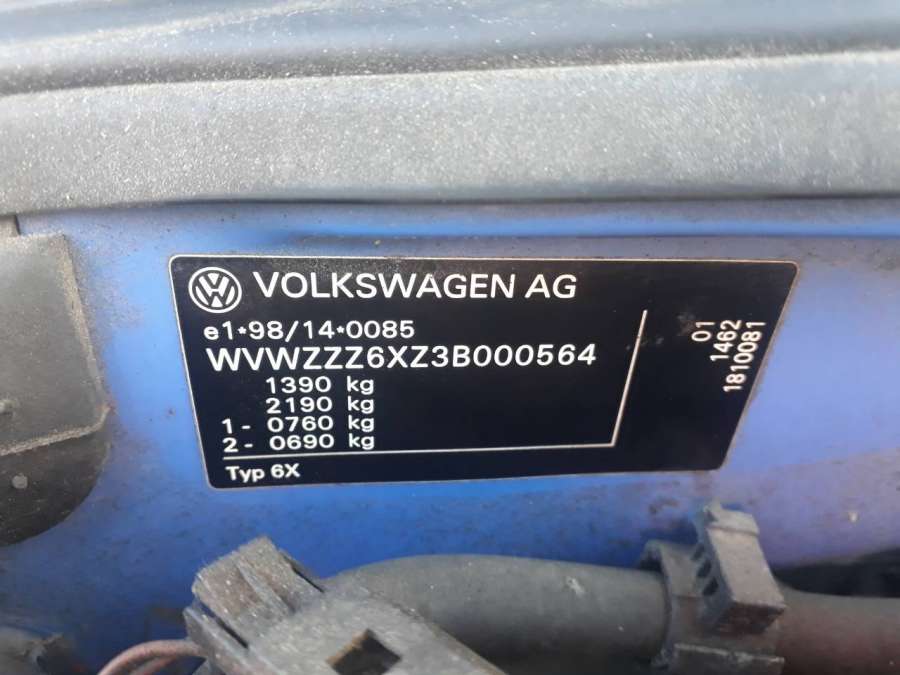 VOLKSWAGEN AG
e1*98/14*0085
WVWZZZ6XZ3B000564
1390 kg
2190 kg
1- 0760 kg
2- 0690 kg
Typ 6X
01
1462
1810081